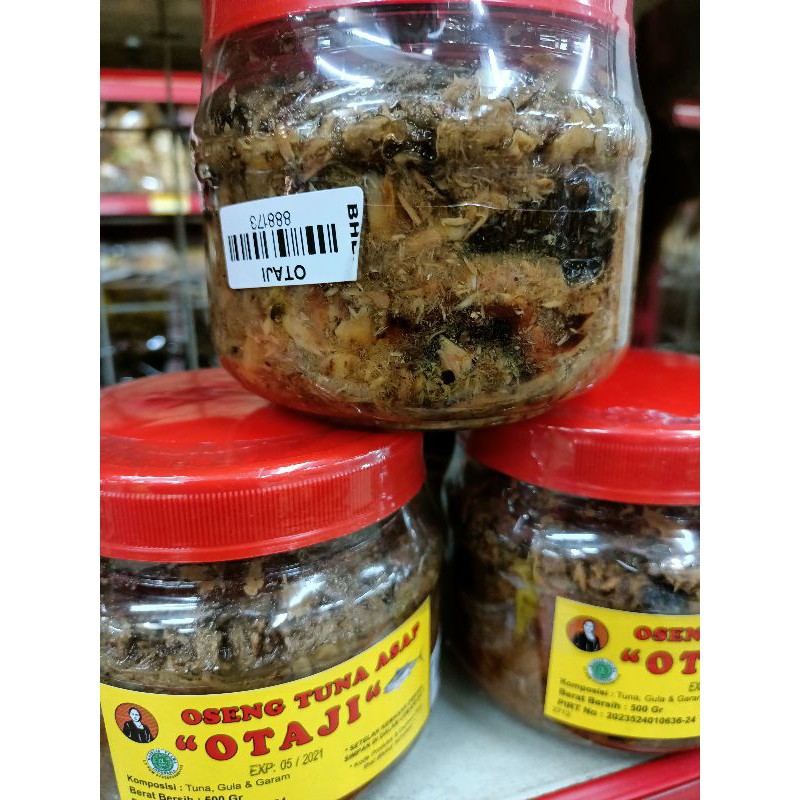 OTAJI
888173
OSENG TUNA ASAP
"OTAJI"
EXP: 05 / 2021
Komposisi : Tuna, Gula & Garam
Berat Bersih : 500 Gr
OSENG
"OT
Komposisi : Tuna, Gula & Garam
Berat Bersih : 500 Gr
PIRT No : 2023524010636-24